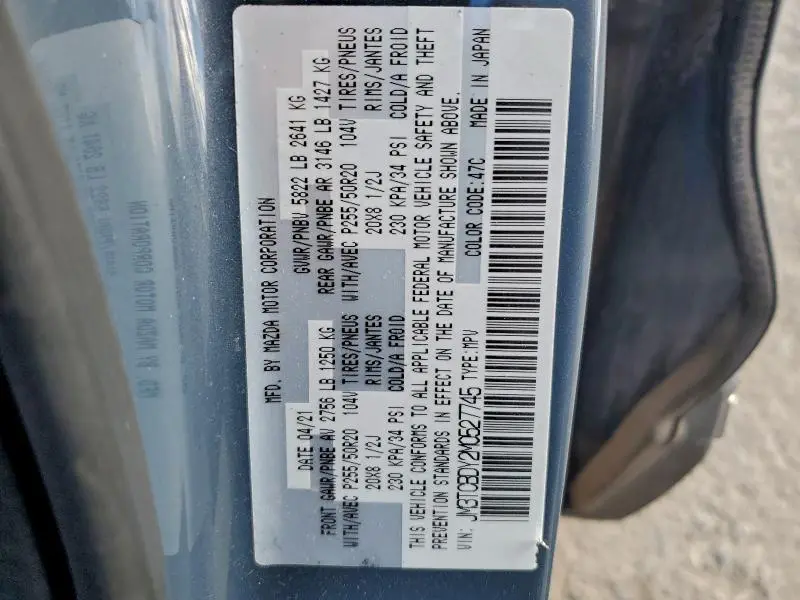 MFD. BY MAZDA MOTOR CORPORATION
DATE 04/21 GVWR/PNBV 5822 LB 2641 KG
FRONT GAWR/PNBE AV 2756 LB 1250 KG REAR GAWR/PNBE AR 3146 LB 1427 KG
WITH/AVEC P255/50R20 104V TIRES/PNEUS WITH/AVEC P255/50R20 104V TIRES/PNEUS
20X8 1/2J RIMS/JANTES 20X8 1/2J RIMS/JANTES
230 KPA/34 PSI COLD/A FROID 230 KPA/34 PSI COLD/A FROID
THIS VEHICLE CONFORMS TO ALL APPLICABLE FEDERAL MOTOR VEHICLE SAFETY AND THEFT
PREVENTION STANDARDS IN EFFECT ON THE DATE OF MANUFACTURE SHOWN ABOVE.
VIN: JM3TCBDY2M0527745 TYPE:MPV COLOR CODE:47C MADE IN JAPAN